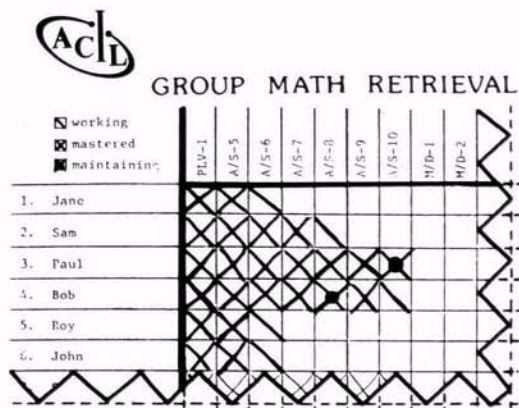 ACIL
GROUP MATH RETRIEVAL
working
mastered
maintaining
PLV-1
A/S-5
A/S-6
A/S-7
A/S-8
A/S-9
A/S-10
M/D-1
M/D-2
1. Jane
2. Sam
3. Paul
4. Bob
5. Roy
6. John